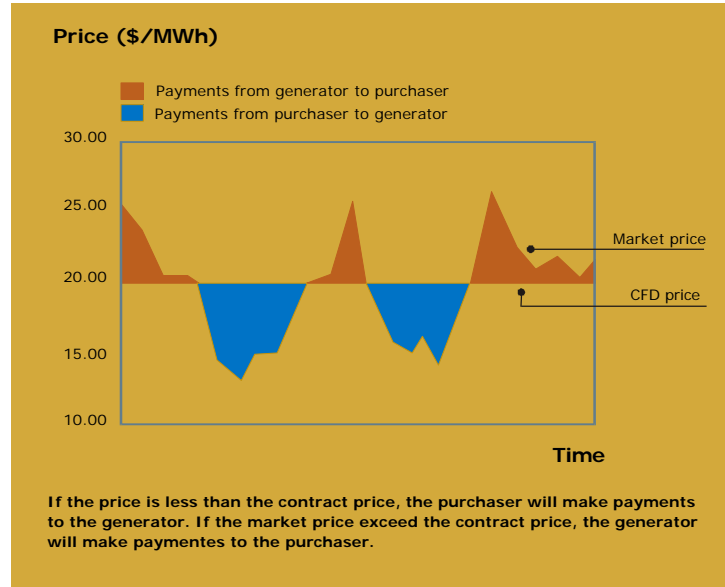 Price ($/MWh)
Payments from generator to purchaser
Payments from purchaser to generator
30.00
25.00
Market price
20.00
CFD price
15.00
10.00
Time
If the price is less than the contract price, the purchaser will make payments
to the generator. If the market price exceed the contract price, the generator
will make paymentes to the purchaser.